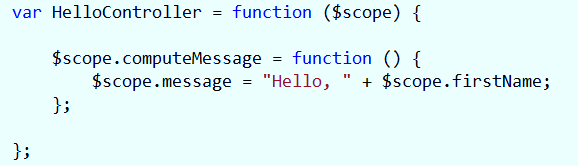 var HelloController = function ($scope) {
$scope.computeMessage = function () {
$scope.message = "Hello, " + $scope.firstName;
};
};